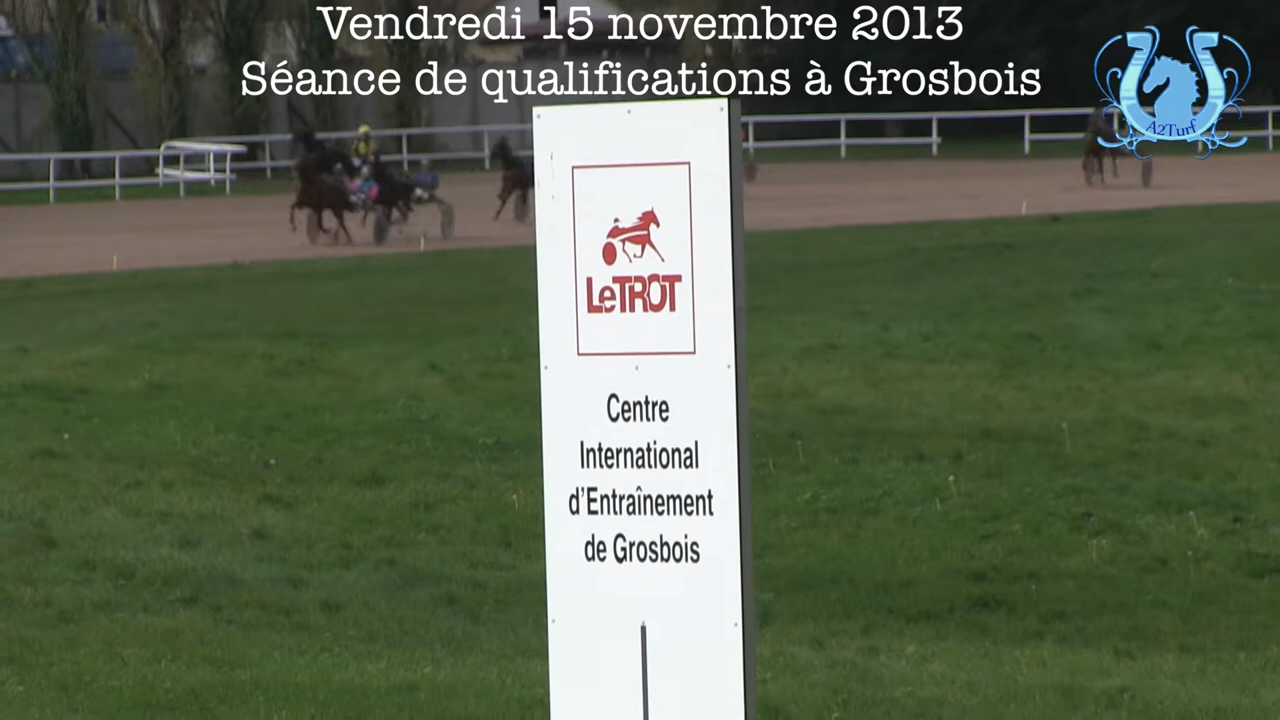 Vendredi 15 novembre 2013
Séance de qualifications à Grosbois
A2Turf
LeTROT
Centre
International
d'Entraînement
de Grosbois